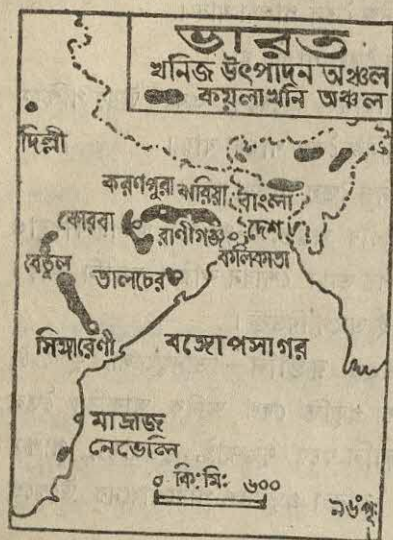 ভারত
খনিজ উৎপাদন অঞ্চল
কয়লাখনি অঞ্চল
দিল্লী
করণপুরা ঝরিয়া বাংলা
কোরবা রাণীগঞ্জ দেশ
কলিকাতা
বেতুল তালচের
সিঙ্গারেণী বঙ্গোপসাগর
মাদ্রাজ
নেভেলি
০ কি:মি: ৬০০
৯৬°পূ: